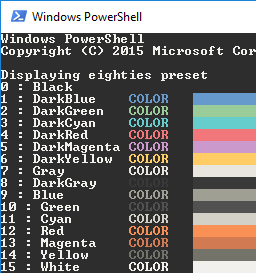 Windows PowerShell
Windows PowerShell
Copyright (C) 2015 Microsoft Cor
Displaying eighties preset
0 : Black
1 : DarkBlue COLOR
2 : DarkGreen COLOR
3 : DarkCyan COLOR
4 : DarkRed COLOR
5 : DarkMagenta COLOR
6 : DarkYellow COLOR
7 : Gray COLOR
8 : DarkGray COLOR
9 : Blue COLOR
10 : Green COLOR
11 : Cyan COLOR
12 : Red COLOR
13 : Magenta COLOR
14 : Yellow COLOR
15 : White COLOR